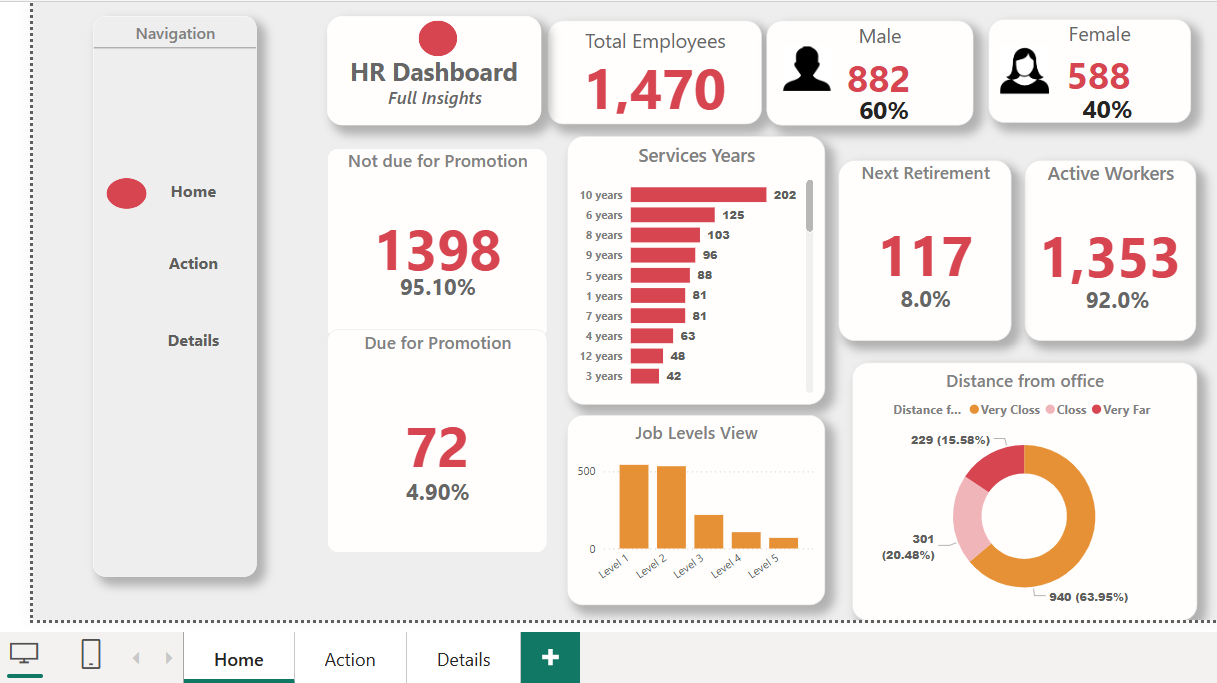 Navigation
Home
Action
Details
HR Dashboard
Full Insights
Total Employees
1,470
Male
882
60%
Female
588
40%
Not due for Promotion
1398
95.10%
Due for Promotion
72
4.90%
Services Years
10 years 202
6 years 125
8 years 103
9 years 96
5 years 88
1 years 81
7 years 81
4 years 63
12 years 48
3 years 42
Next Retirement
117
8.0%
Active Workers
1,353
92.0%
Job Levels View
500
0
Level 1 Level 2 Level 3 Level 4 Level 5
Distance from office
Distance f... Very Closs Closs Very Far
229 (15.58%)
301
(20.48%)
940 (63.95%)
Home Action Details +